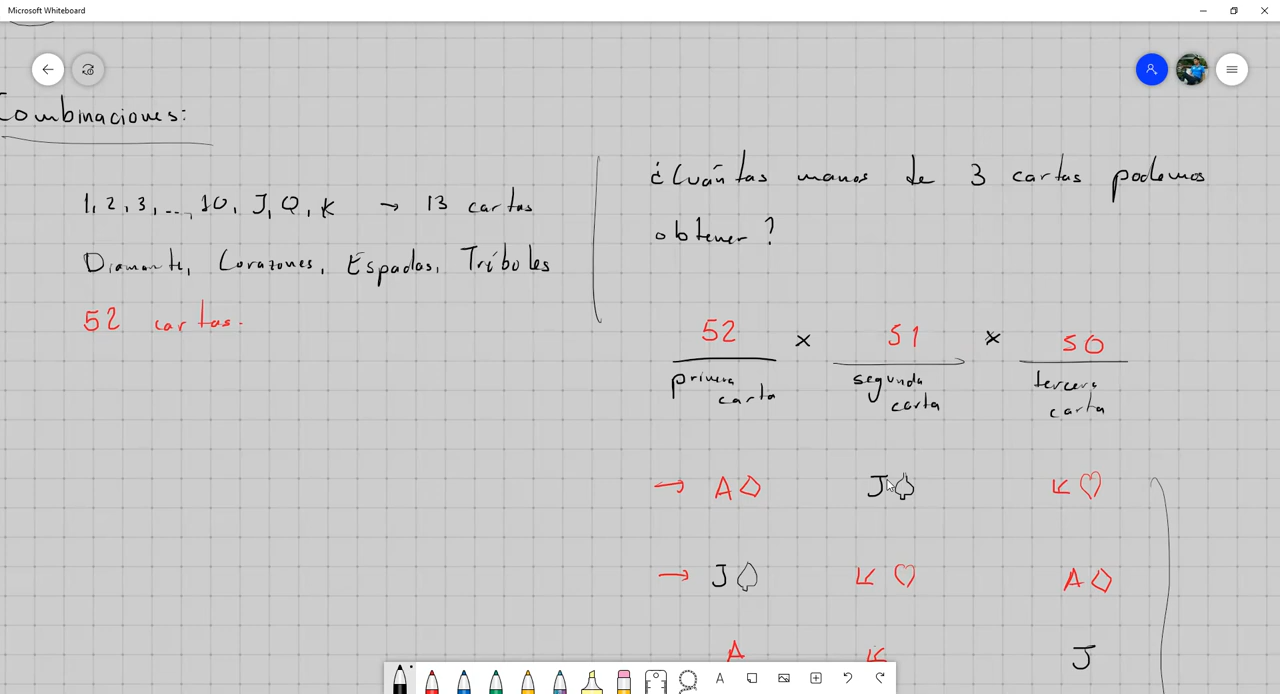 Microsoft Whiteboard
Combinaciones:
1, 2, 3, ..., 10, J, Q, K → 13 cartas
Diamante, Corazones, Espadas, Tréboles
52 cartas.
¿Cuántas manos de 3 cartas podemos
obtener?
52 x 51 x 50
primera carta
segunda carta
tercera carta
→ A♢ J♤ K♡
→ J♤ K♡ A♢
A K J
A